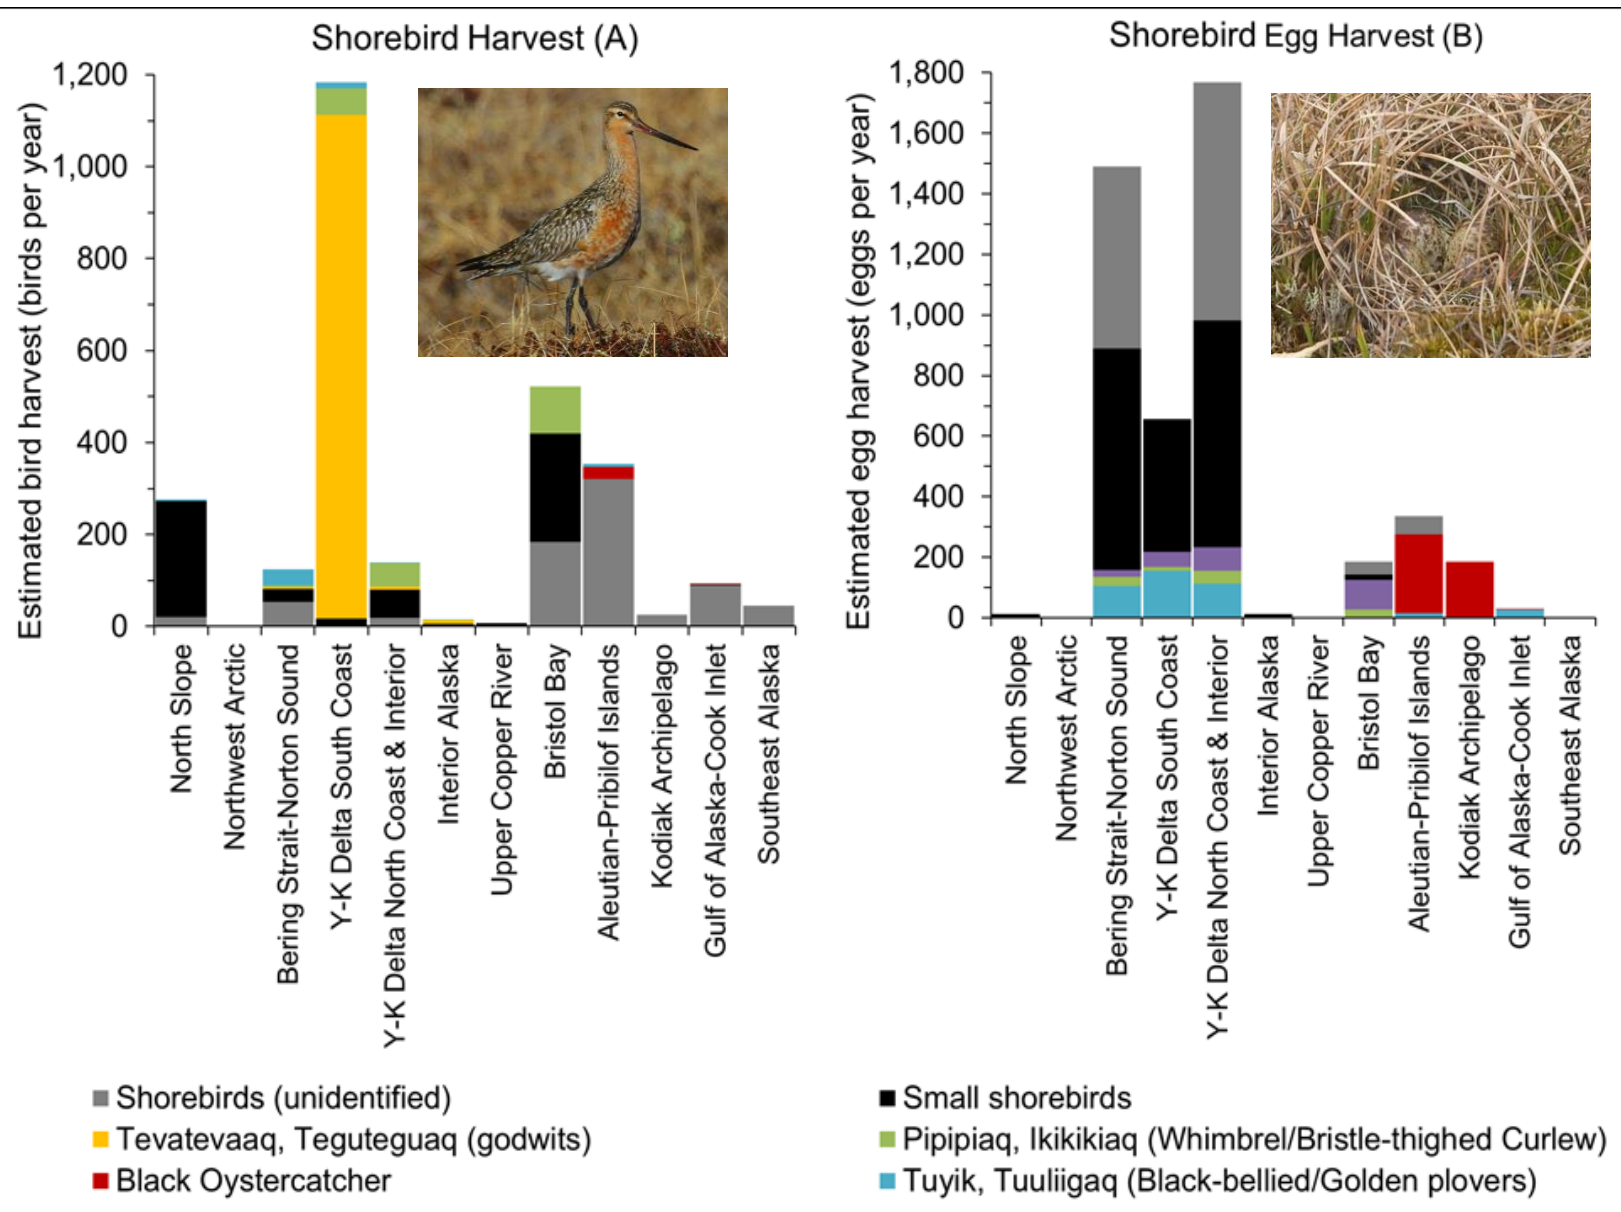 Shorebird Harvest (A)
Estimated bird harvest (birds per year)
1,200
1,000
800
600
400
200
0
North Slope
Northwest Arctic
Bering Strait-Norton Sound
Y-K Delta South Coast
Y-K Delta North Coast & Interior
Interior Alaska
Upper Copper River
Bristol Bay
Aleutian-Pribilof Islands
Kodiak Archipelago
Gulf of Alaska-Cook Inlet
Southeast Alaska
Shorebird Egg Harvest (B)
Estimated egg harvest (eggs per year)
1,800
1,600
1,400
1,200
1,000
800
600
400
200
0
North Slope
Northwest Arctic
Bering Strait-Norton Sound
Y-K Delta South Coast
Y-K Delta North Coast & Interior
Interior Alaska
Upper Copper River
Bristol Bay
Aleutian-Pribilof Islands
Kodiak Archipelago
Gulf of Alaska-Cook Inlet
Southeast Alaska
Shorebirds (unidentified)
Tevatevaaq, Teguteguaq (godwits)
Black Oystercatcher
Small shorebirds
Pipipiaq, Ikikikiaq (Whimbrel/Bristle-thighed Curlew)
Tuyik, Tuuliigaq (Black-bellied/Golden plovers)